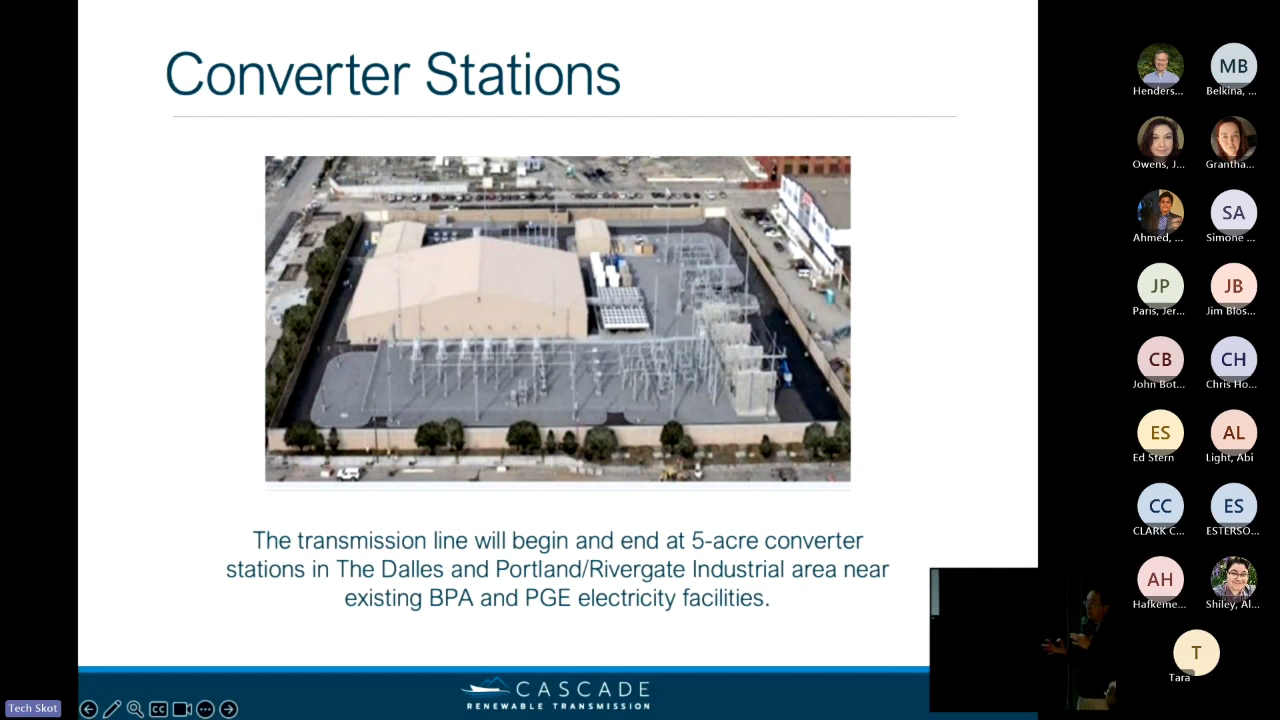 Converter Stations
The transmission line will begin and end at 5-acre converter
stations in The Dalles and Portland/Rivergate Industrial area near
existing BPA and PGE electricity facilities.
CASCADE
RENEWABLE TRANSMISSION
Tech Skot
CC
MB
Henders...
Belkina, ...
Owens, J...
Grantha...
SA
Ahmed, ...
Simone ...
JP
JB
Paris, Jer...
Jim Blos...
CB
CH
John Bot...
Chris Ho...
ES
AL
Ed Stern
Light, Abi
CC
ES
CLARK C...
ESTERSO...
AH
Hafkeme...
Shiley, Al...
T
Tara